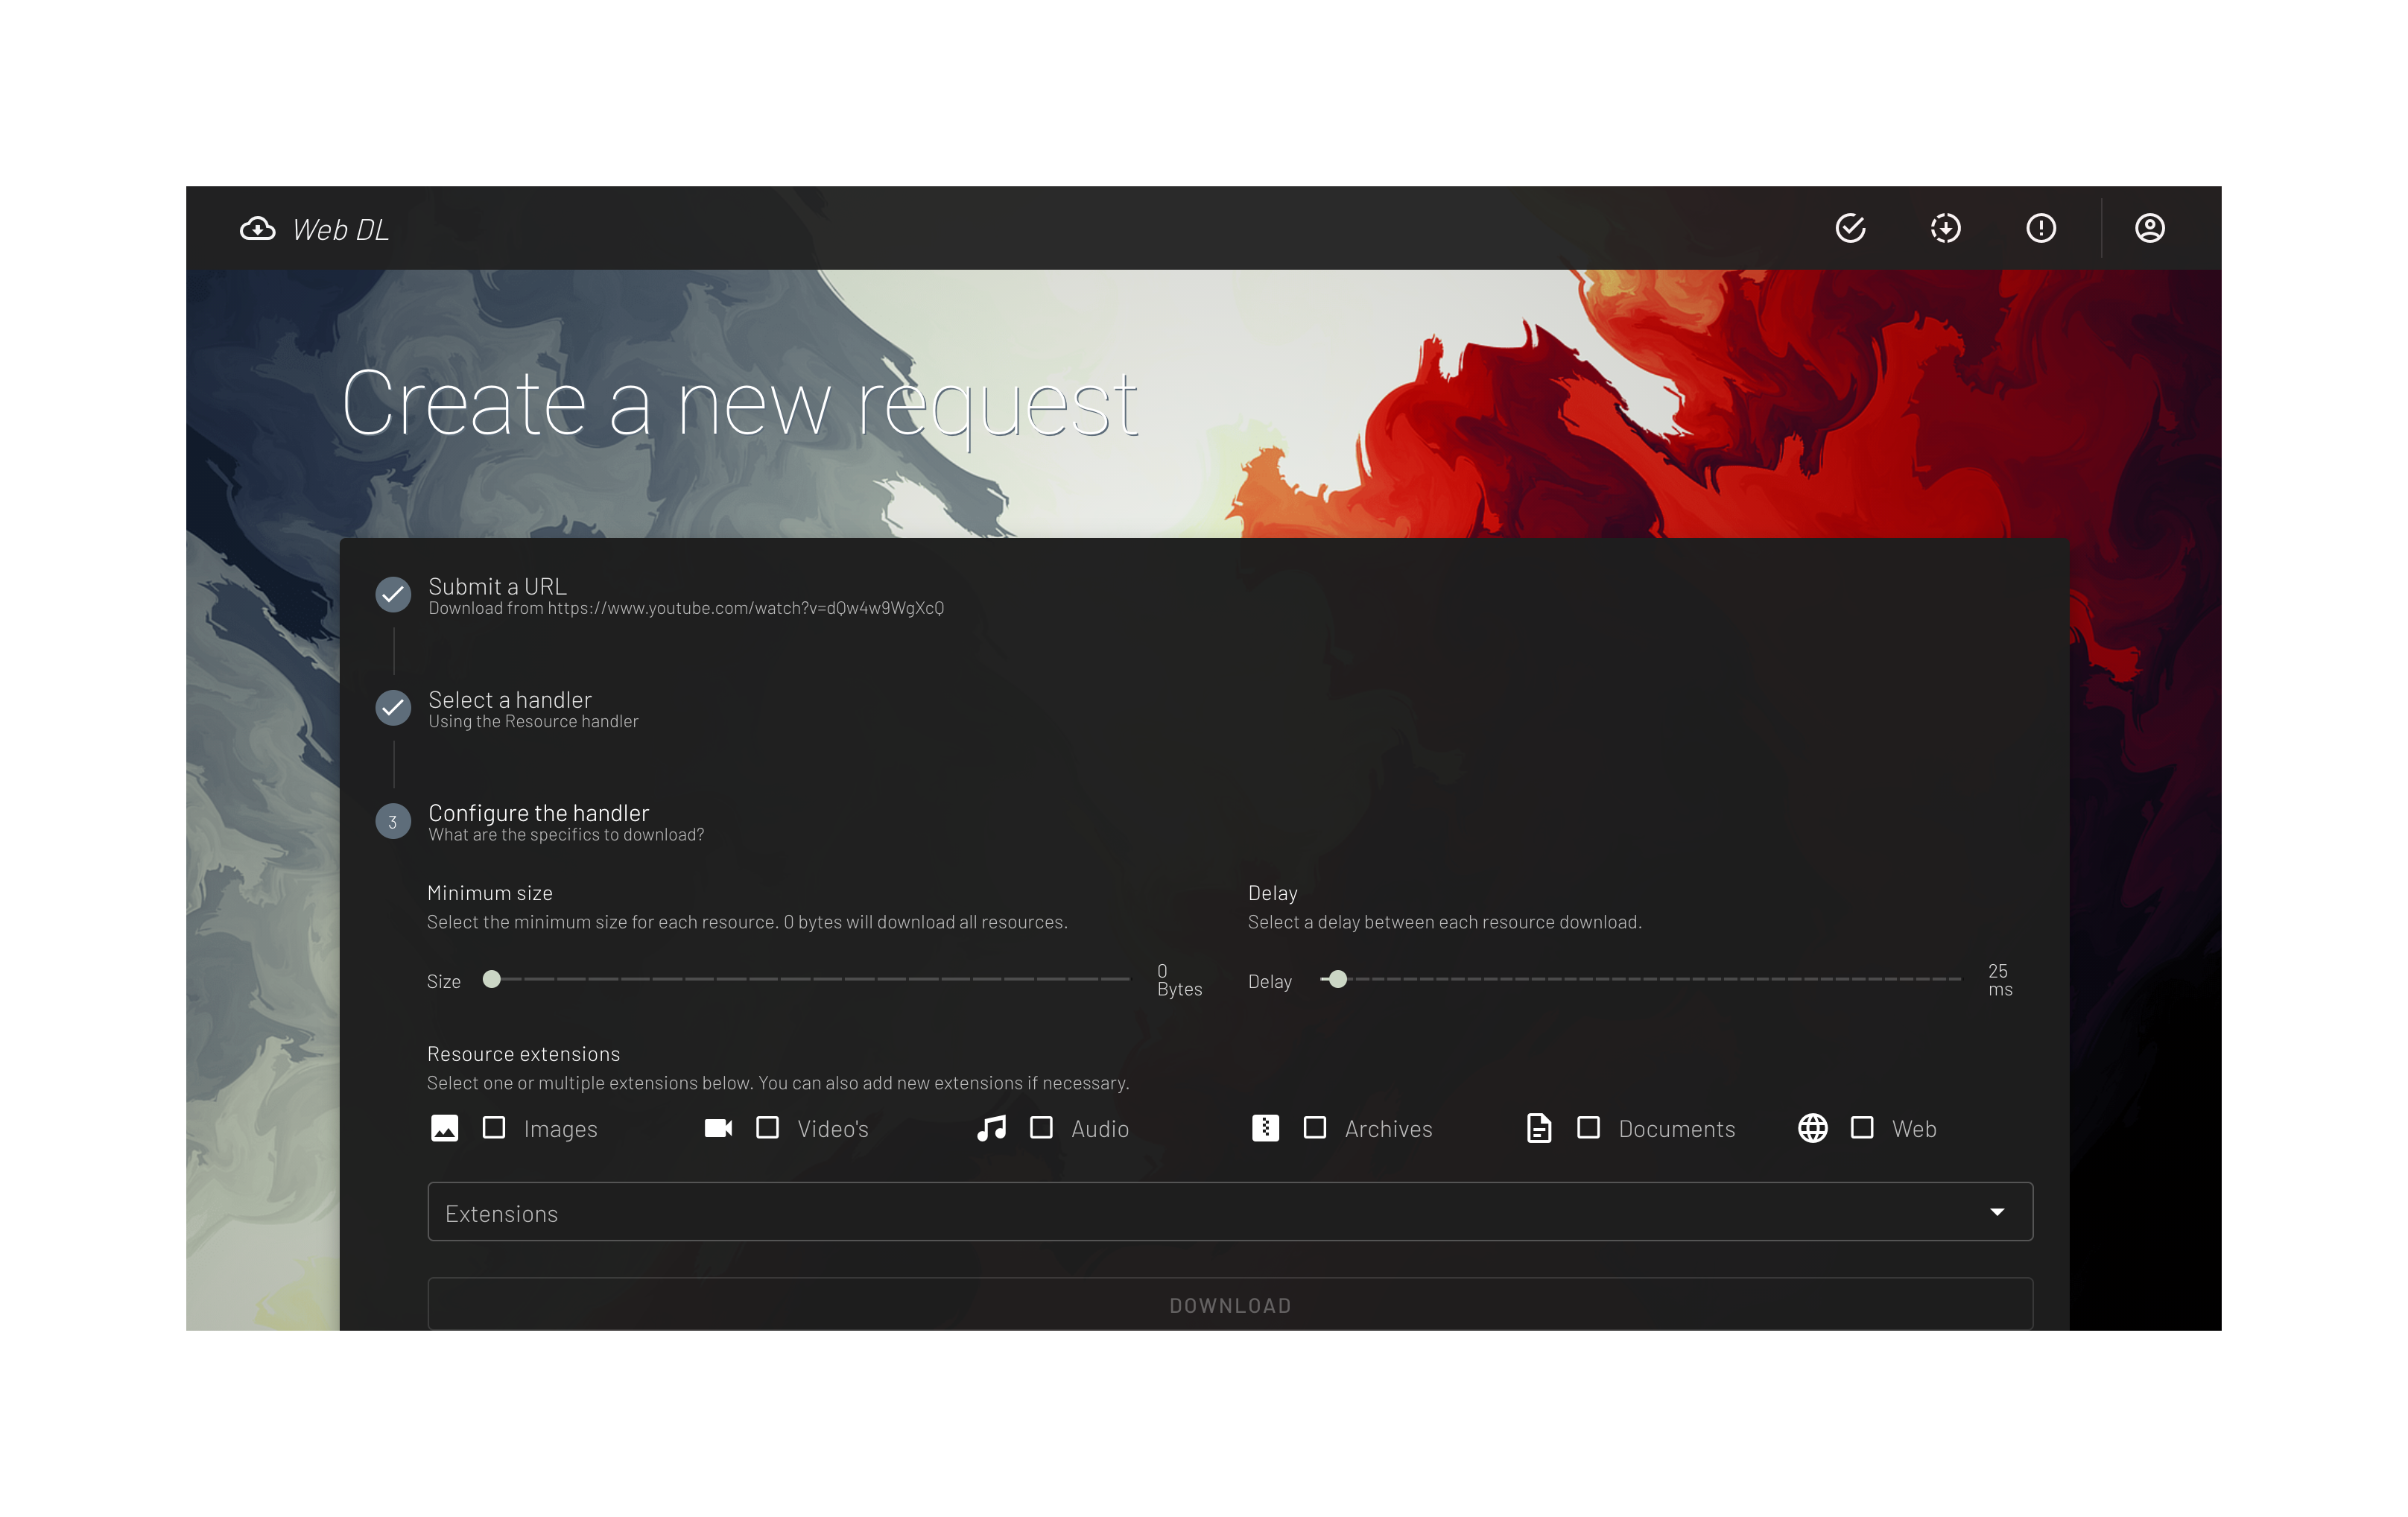 Web DL
Create a new request
Submit a URL
Download from https://www.youtube.com/watch?v=dQw4w9WgXcQ
Select a handler
Using the Resource handler
3
Configure the handler
What are the specifics to download?
Minimum size
Select the minimum size for each resource. 0 bytes will download all resources.
Size
0
Bytes
Delay
Select a delay between each resource download.
Delay
25
ms
Resource extensions
Select one or multiple extensions below. You can also add new extensions if necessary.
Images
Video's
Audio
Archives
Documents
Web
Extensions
DOWNLOAD